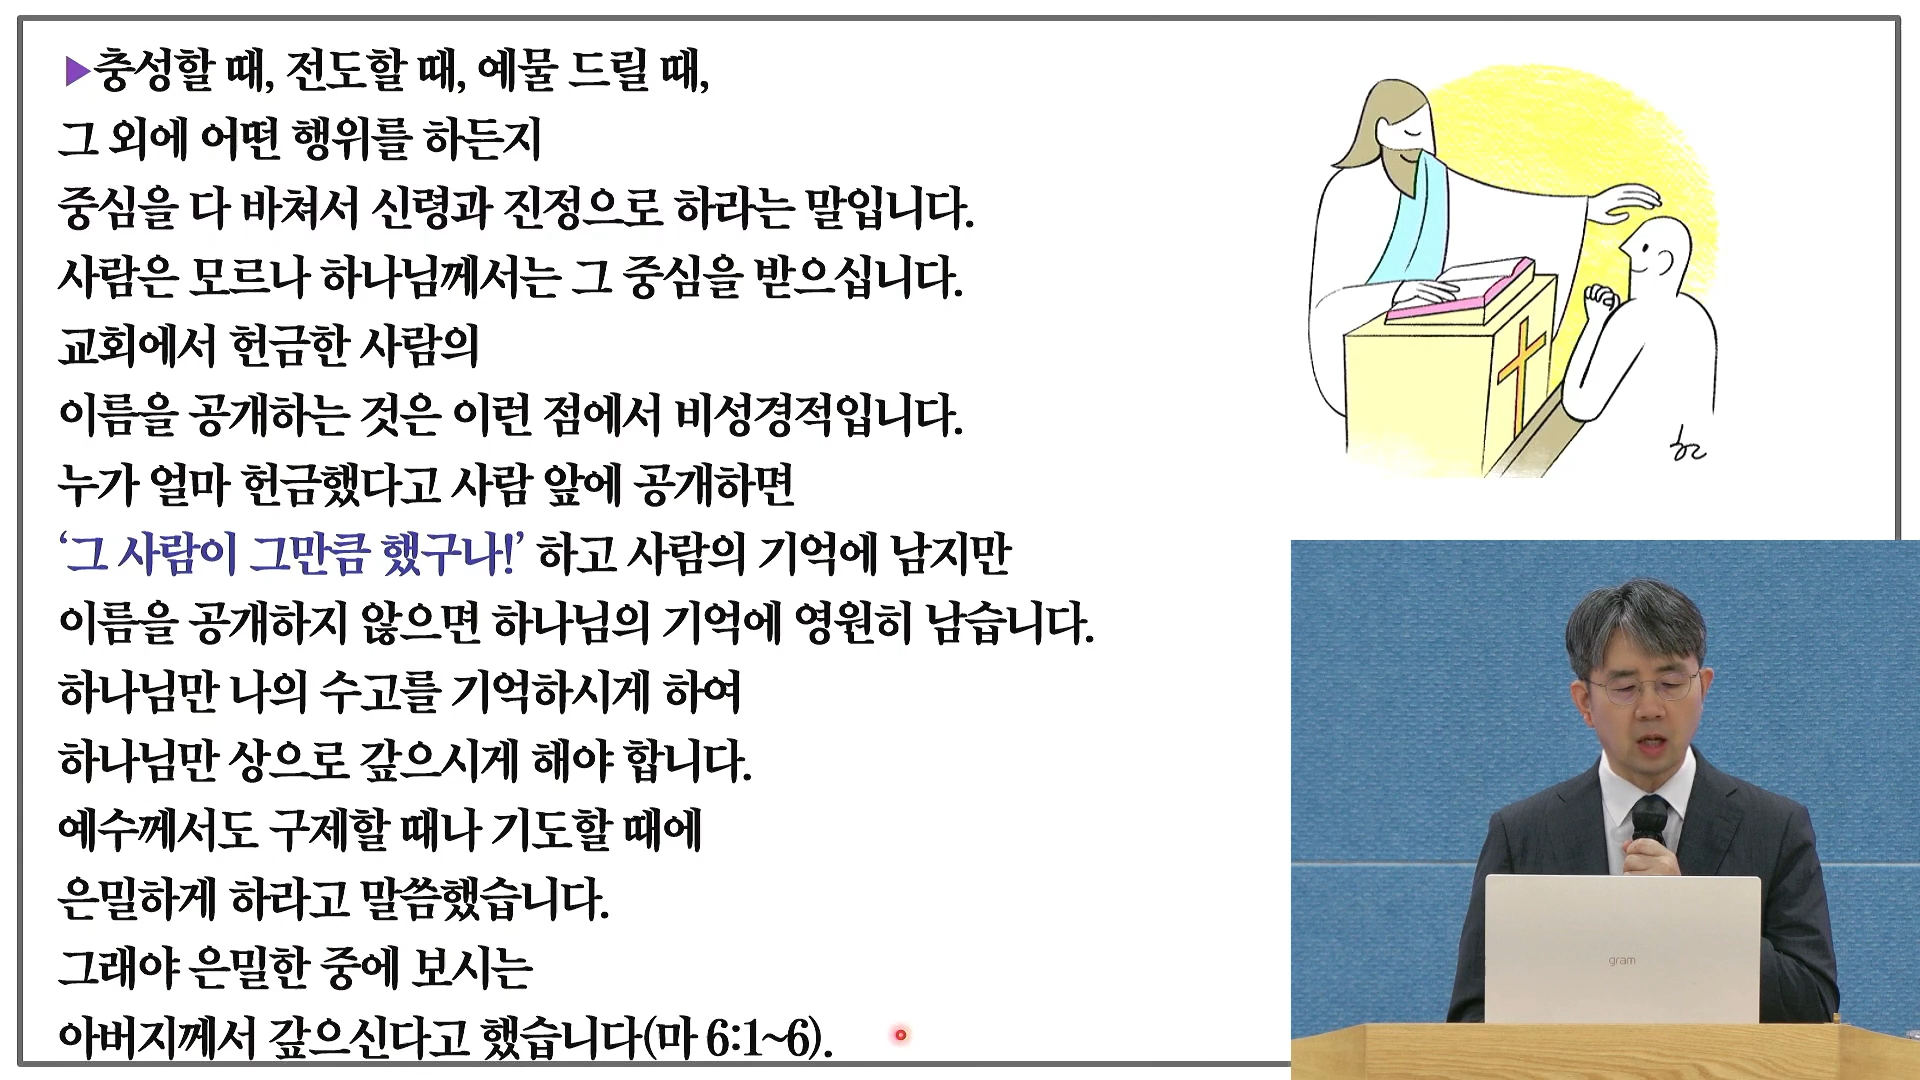 ▶충성할 때, 전도할 때, 예물 드릴 때,
그 외에 어떤 행위를 하든지
중심을 다 바쳐서 신령과 진정으로 하라는 말입니다.
사람은 모르나 하나님께서는 그 중심을 받으십니다.
교회에서 헌금한 사람의
이름을 공개하는 것은 이런 점에서 비성경적입니다.
누가 얼마 헌금했다고 사람 앞에 공개하면
‘그 사람이 그만큼 했구나!’ 하고 사람의 기억에 남지만
이름을 공개하지 않으면 하나님의 기억에 영원히 남습니다.
하나님만 나의 수고를 기억하시게 하여
하나님만 상으로 갚으시게 해야 합니다.
예수께서도 구제할 때나 기도할 때에
은밀하게 하라고 말씀했습니다.
그래야 은밀한 중에 보시는
아버지께서 갚으신다고 했습니다(마 6:1~6).
gram